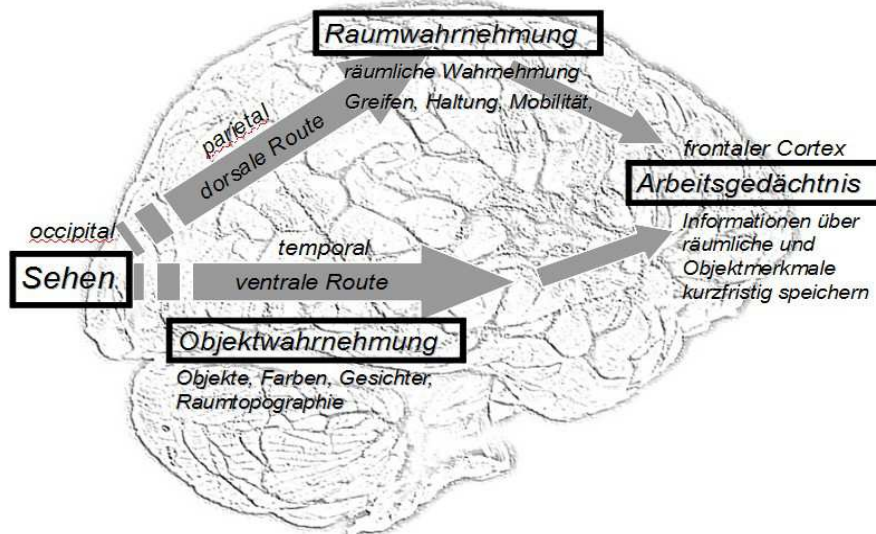 Raumwahrnehmung
räumliche Wahrnehmung
Greifen, Haltung, Mobilität,
parietal
dorsale Route
frontaler Cortex
Arbeitsgedächtnis
Informationen über
räumliche und
Objektmerkmale
kurzfristig speichern
occipital
Sehen
temporal
ventrale Route
Objektwahrnehmung
Objekte, Farben, Gesichter,
Raumtopographie